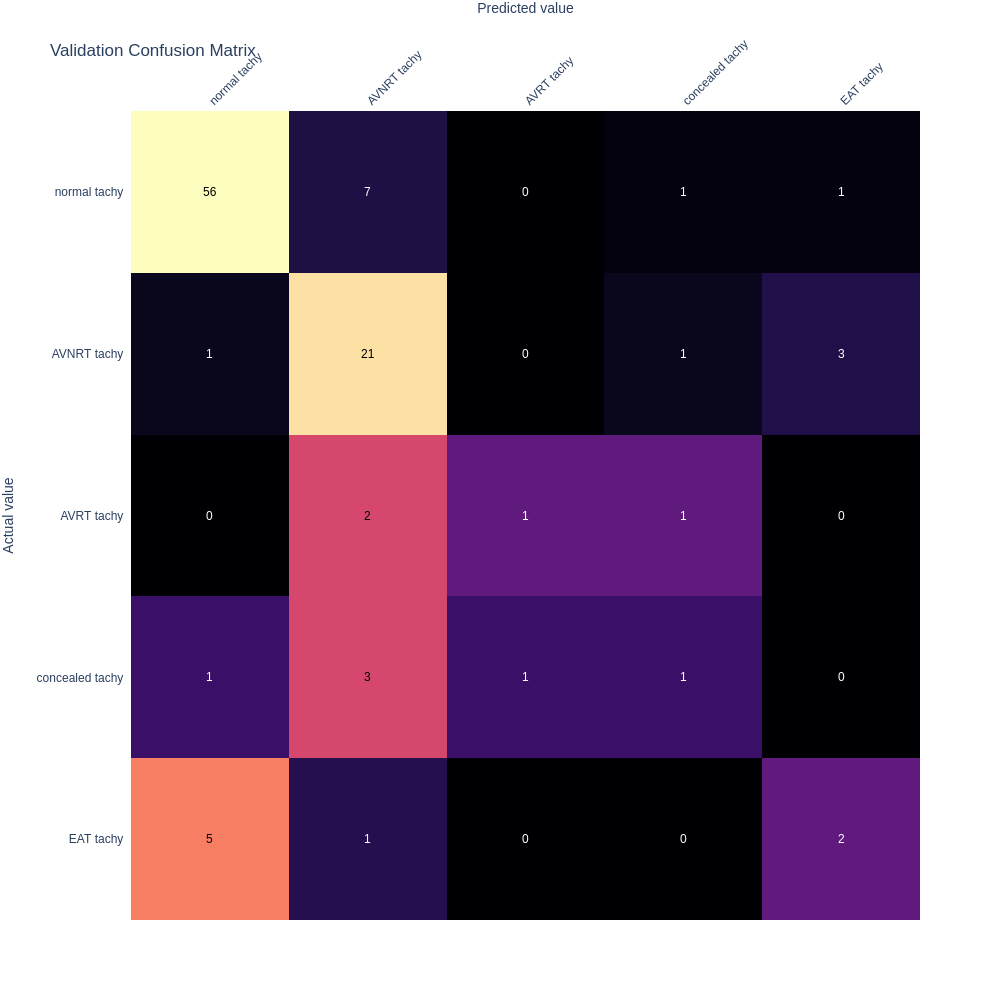 Predicted value
Validation Confusion Matrix
normal tachy
AVNRT tachy
AVRT tachy
concealed tachy
EAT tachy
normal tachy 56 7 0 1 1
AVNRT tachy 1 21 0 1 3
Actual value
AVRT tachy 0 2 1 1 0
concealed tachy 1 3 1 1 0
EAT tachy 5 1 0 0 2